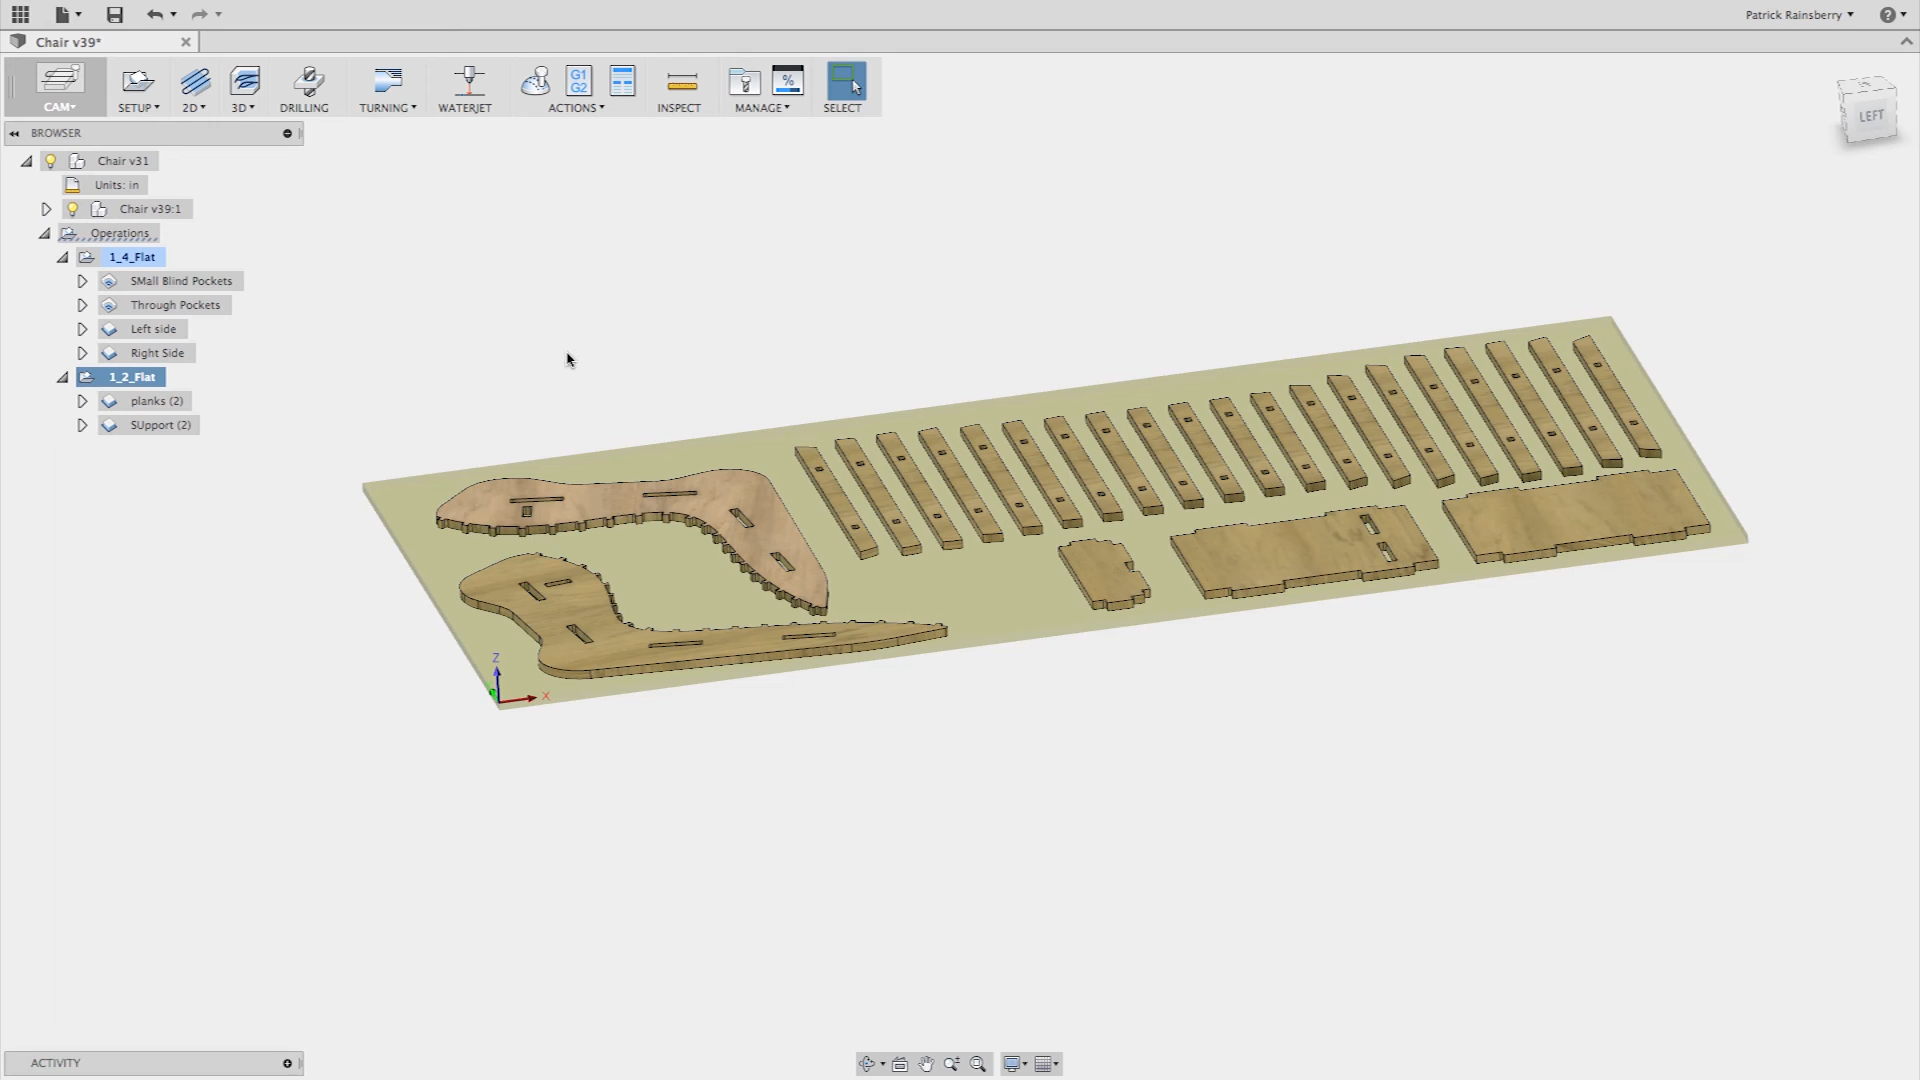 Patrick Rainsberry
Chair v39*
CAM
SETUP
2D
3D
DRILLING
TURNING
WATERJET
G1
G2
ACTIONS
INSPECT
%
MANAGE
SELECT
LEFT
BROWSER
Chair v31
Units: in
Chair v39:1
Operations
1_4_Flat
SMall Blind Pockets
Through Pockets
Left side
Right Side
1_2_Flat
planks (2)
SUpport (2)
Z
X
ACTIVITY